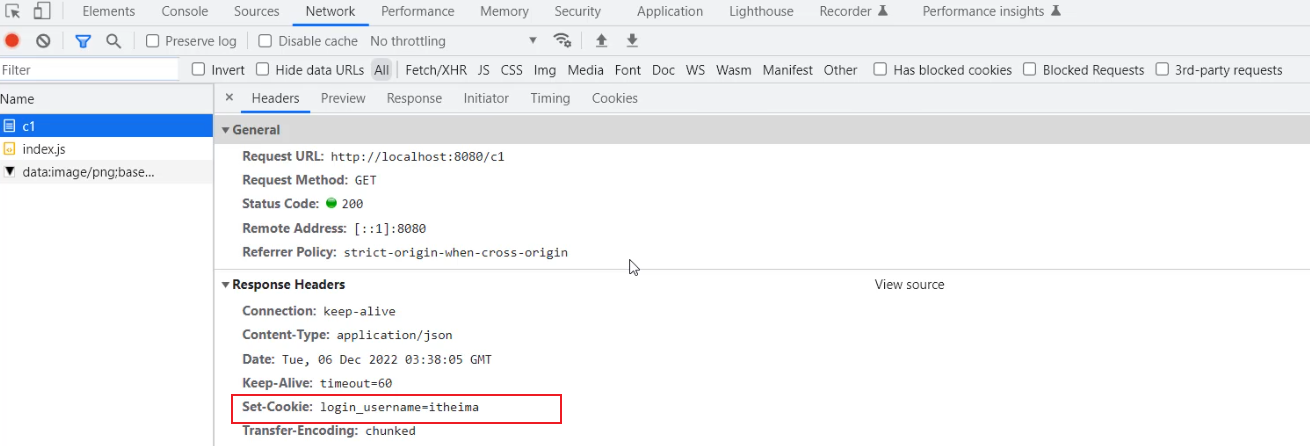 Elements Console Sources Network Performance Memory Security Application Lighthouse Recorder Performance insights
Preserve log Disable cache No throttling
Filter Invert Hide data URLs All Fetch/XHR JS CSS Img Media Font Doc WS Wasm Manifest Other Has blocked cookies Blocked Requests 3rd-party requests
Name × Headers Preview Response Initiator Timing Cookies
c1
index.js
data:image/png;base...
General
Request URL: http://localhost:8080/c1
Request Method: GET
Status Code: 200
Remote Address: [::1]:8080
Referrer Policy: strict-origin-when-cross-origin
Response Headers View source
Connection: keep-alive
Content-Type: application/json
Date: Tue, 06 Dec 2022 03:38:05 GMT
Keep-Alive: timeout=60
Set-Cookie: login_username=itheima
Transfer-Encoding: chunked